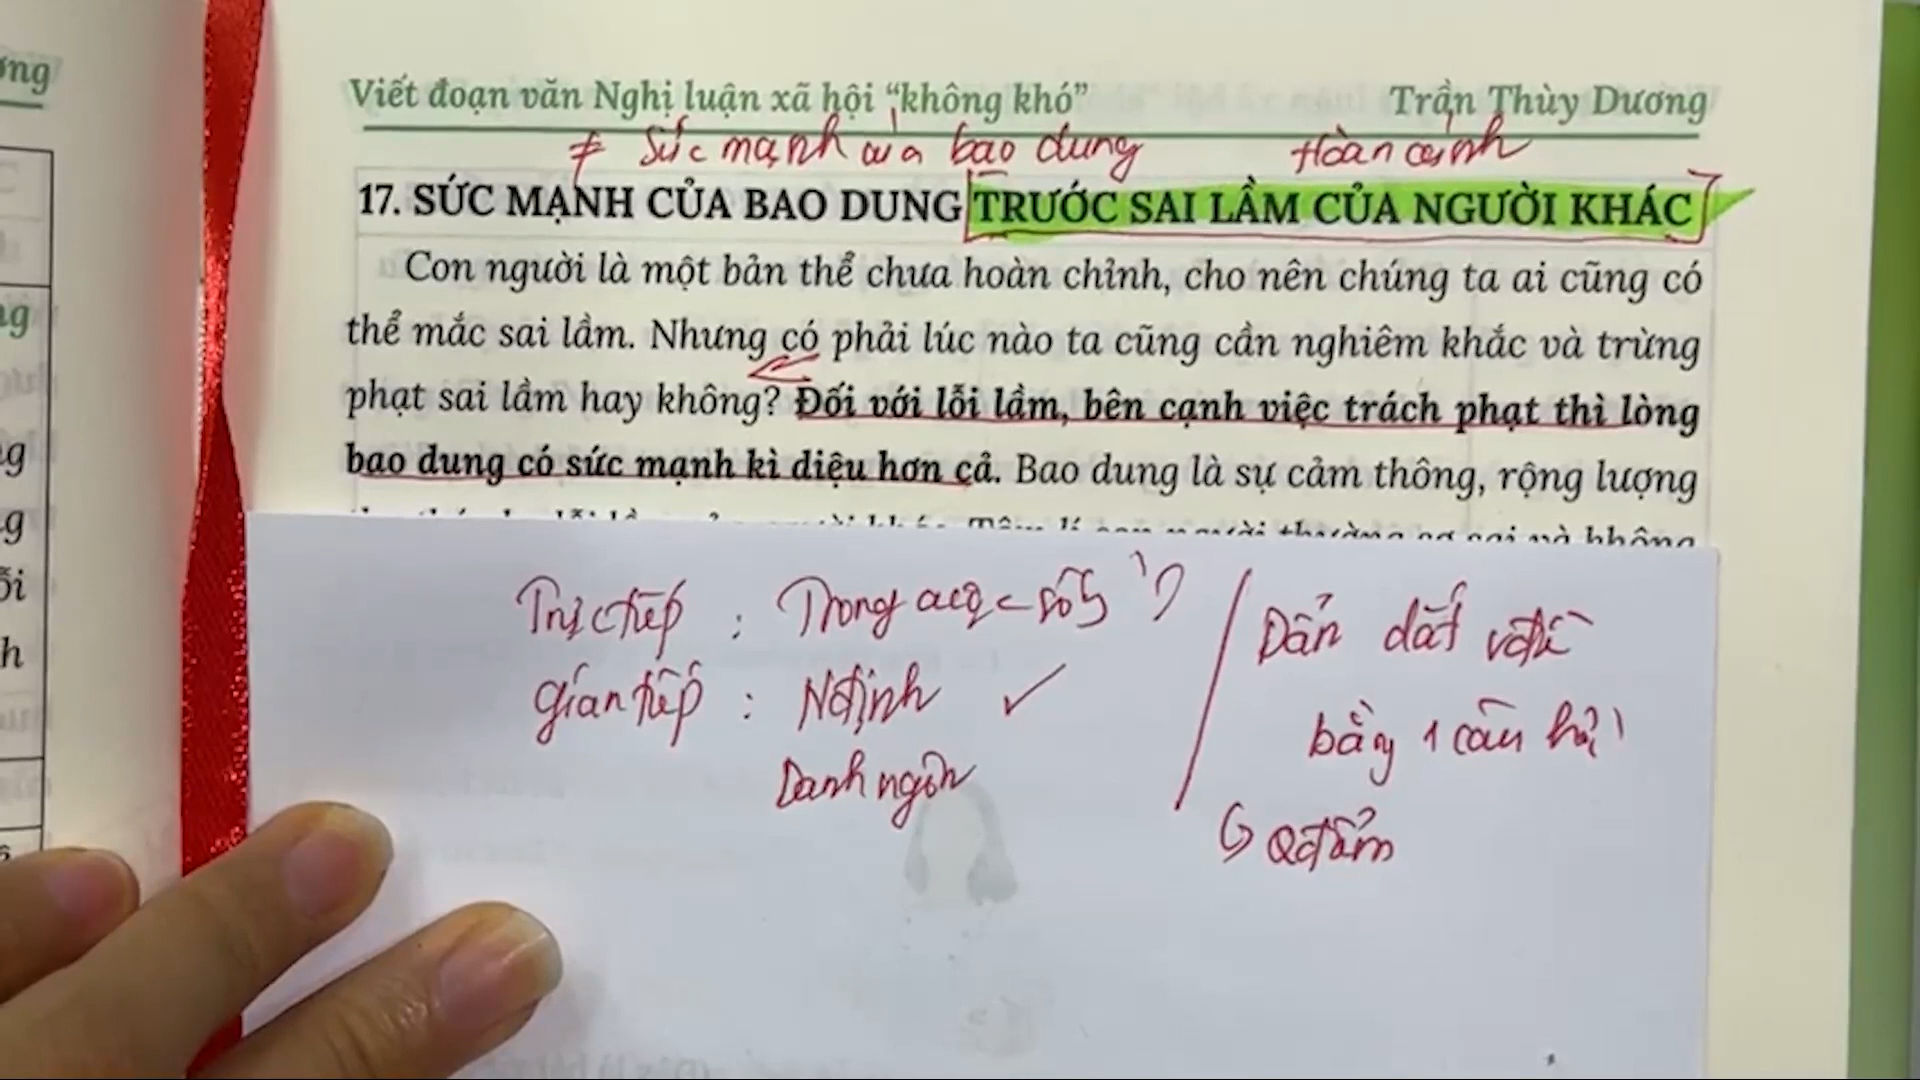 ơng
Viết đoạn văn Nghị luận xã hội “không khó” Trần Thùy Dương
≠ Sức mạnh của bao dung Hoàn cảnh
17. SỨC MẠNH CỦA BAO DUNG TRƯỚC SAI LẦM CỦA NGƯỜI KHÁC
Con người là một bản thể chưa hoàn chỉnh, cho nên chúng ta ai cũng có
thể mắc sai lầm. Nhưng có phải lúc nào ta cũng cần nghiêm khắc và trừng
phạt sai lầm hay không? Đối với lỗi lầm, bên cạnh việc trách phạt thì lòng
bao dung có sức mạnh kì diệu hơn cả. Bao dung là sự cảm thông, rộng lượng
Trực tiếp : Trong
Gián tiếp : Nđịnh ✓
Danh ngôn
Dẫn dắt vđề
bằng 1 câu hỏi
Qđiểm